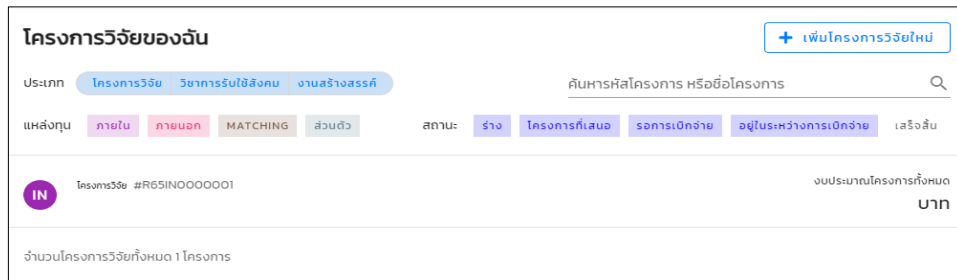 โครงการวิจัยของฉัน
+ เพิ่มโครงการวิจัยใหม่
ประเภท โครงการวิจัย วิชาการรับใช้สังคม งานสร้างสรรค์
ค้นหารหัสโครงการ หรือชื่อโครงการ
แหล่งทุน ภายใน ภายนอก MATCHING ส่วนตัว สถานะ ร่าง โครงการที่เสนอ รอการเบิกจ่าย อยู่ในระหว่างการเบิกจ่าย เสร็จสิ้น
IN โครงการวิจัย #R65IN0000001
งบประมาณโครงการทั้งหมด
บาท
จำนวนโครงการวิจัยทั้งหมด 1 โครงการ